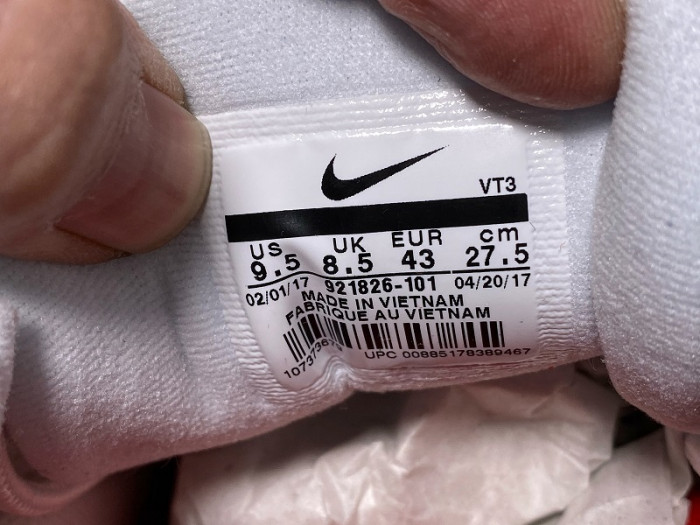 VT3
US UK EUR cm
9.5 8.5 43 27.5
02/01/17 921826-101 04/20/17
MADE IN VIETNAM
FABRIQUE AU VIETNAM
UPC 00885178389467